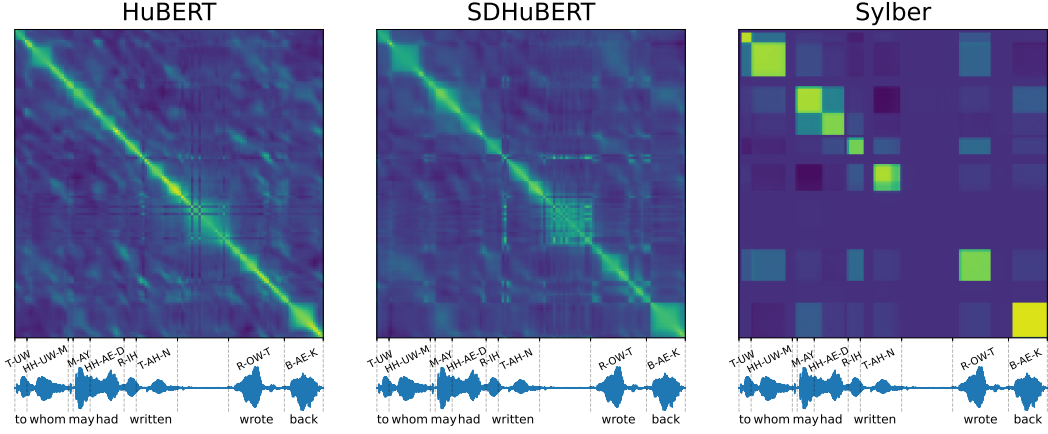 HuBERT SDHuBERT Sylber
T-UW HH-UW-M M-AY HH-AE-D R-IH T-AH-N R-OW-T B-AE-K T-UW HH-UW-M M-AY HH-AE-D R-IH T-AH-N R-OW-T B-AE-K T-UW HH-UW-M M-AY HH-AE-D R-IH T-AH-N R-OW-T B-AE-K
to whom may had written wrote back to whom may had written wrote back to whom may had written wrote back